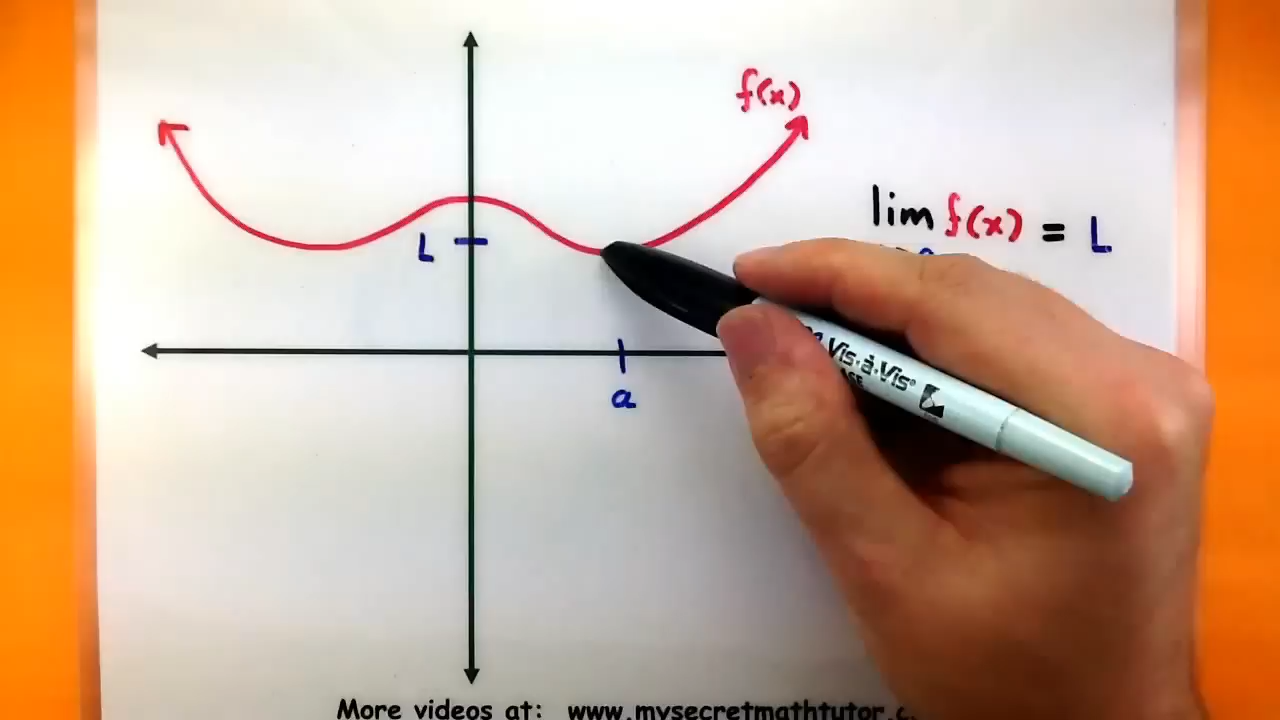 f(x)
lim f(x) = L
L
Vis-à-Vis®
a
More videos at: www.mysecretmathtutor.c